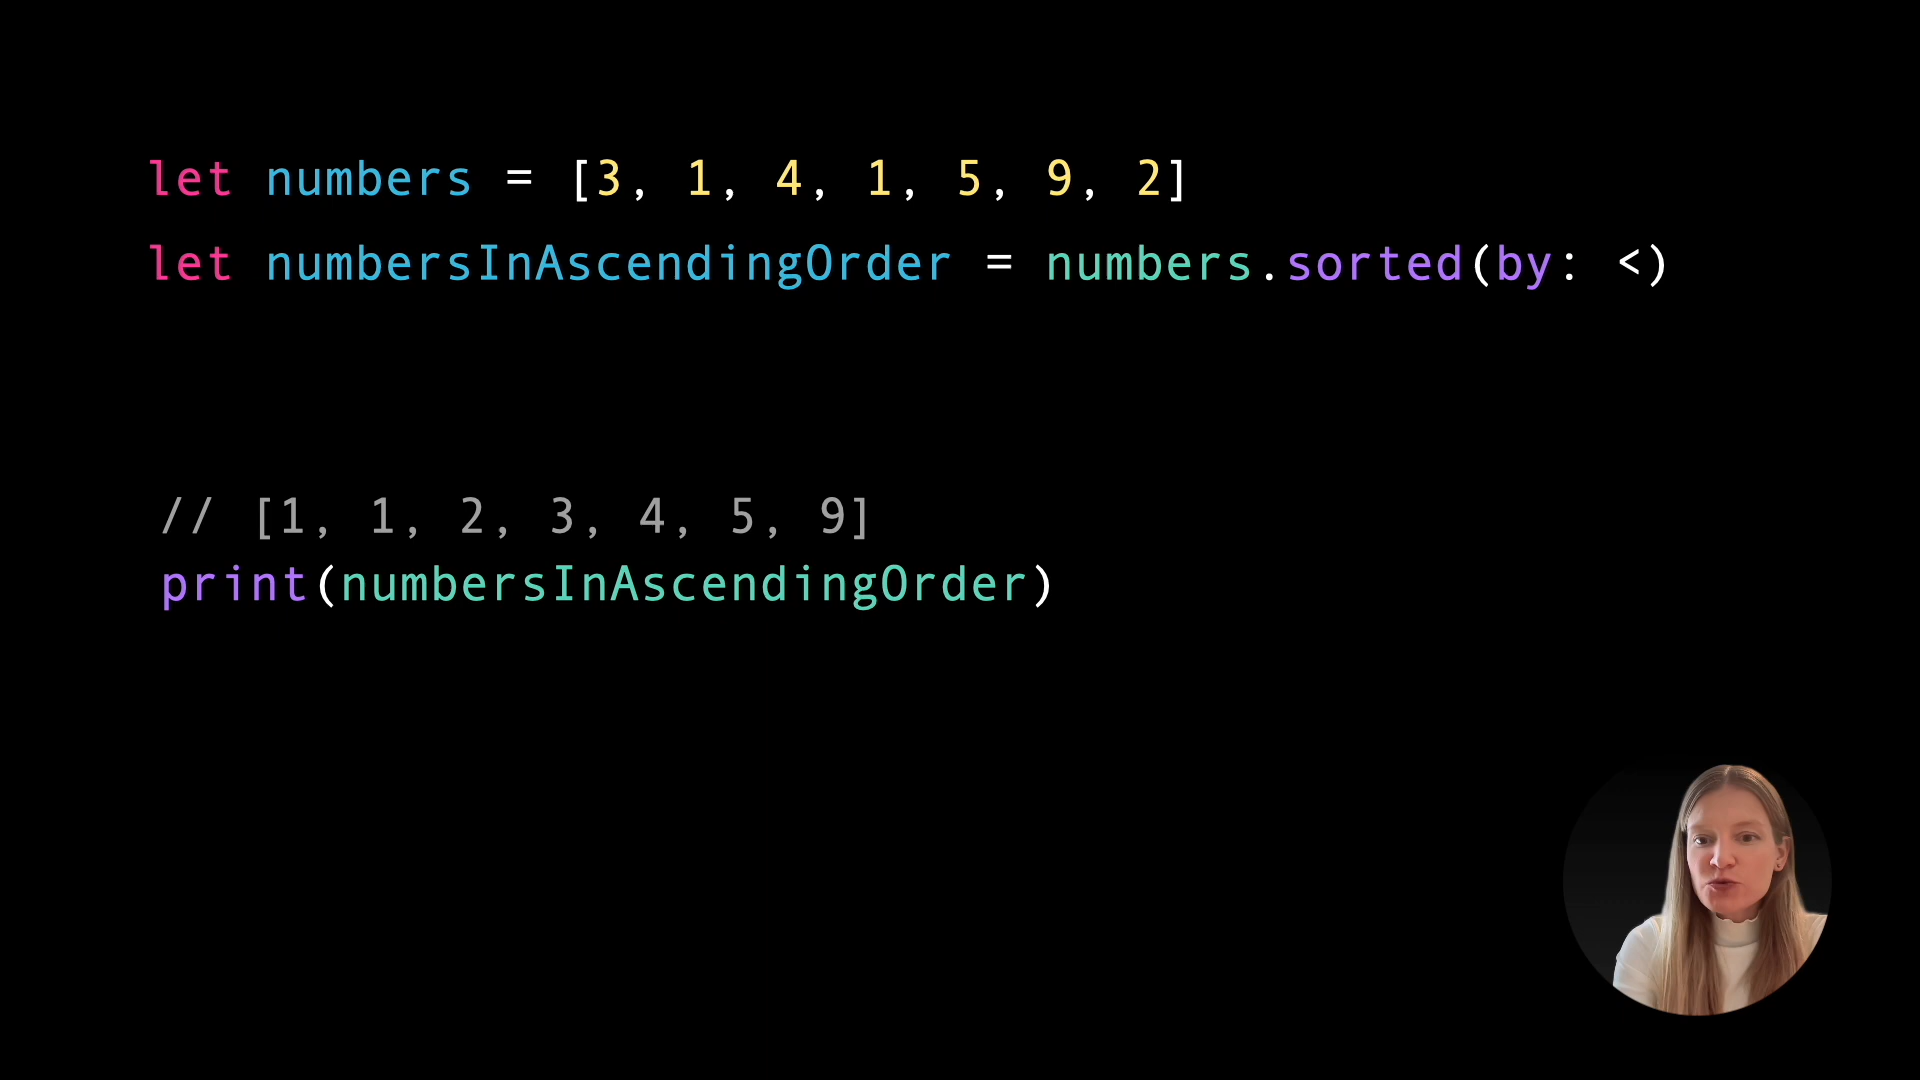 let numbers = [3, 1, 4, 1, 5, 9, 2]
let numbersInAscendingOrder = numbers.sorted(by: <)
// [1, 1, 2, 3, 4, 5, 9]
print(numbersInAscendingOrder)